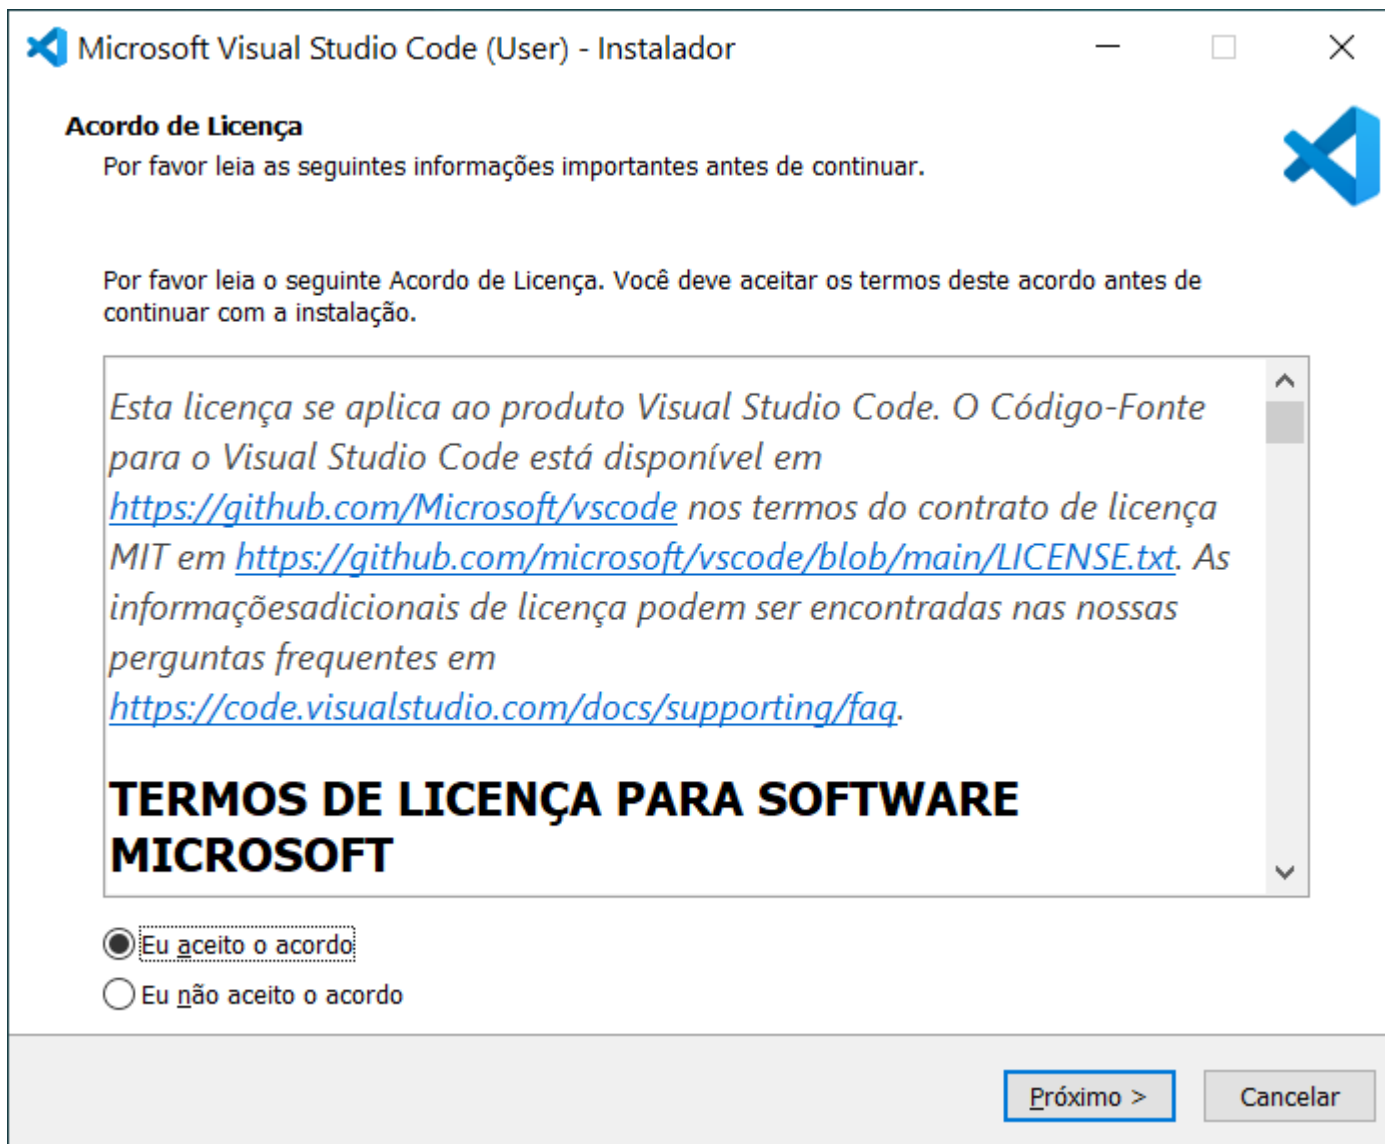 Microsoft Visual Studio Code (User) - Instalador
Acordo de Licença
Por favor leia as seguintes informações importantes antes de continuar.
Por favor leia o seguinte Acordo de Licença. Você deve aceitar os termos deste acordo antes de
continuar com a instalação.
Esta licença se aplica ao produto Visual Studio Code. O Código-Fonte
para o Visual Studio Code está disponível em
https://github.com/Microsoft/vscode nos termos do contrato de licença
MIT em https://github.com/microsoft/vscode/blob/main/LICENSE.txt. As
informaçõesadicionais de licença podem ser encontradas nas nossas
perguntas frequentes em
https://code.visualstudio.com/docs/supporting/faq.
TERMOS DE LICENÇA PARA SOFTWARE
MICROSOFT
Eu aceito o acordo
Eu não aceito o acordo
Próximo >
Cancelar